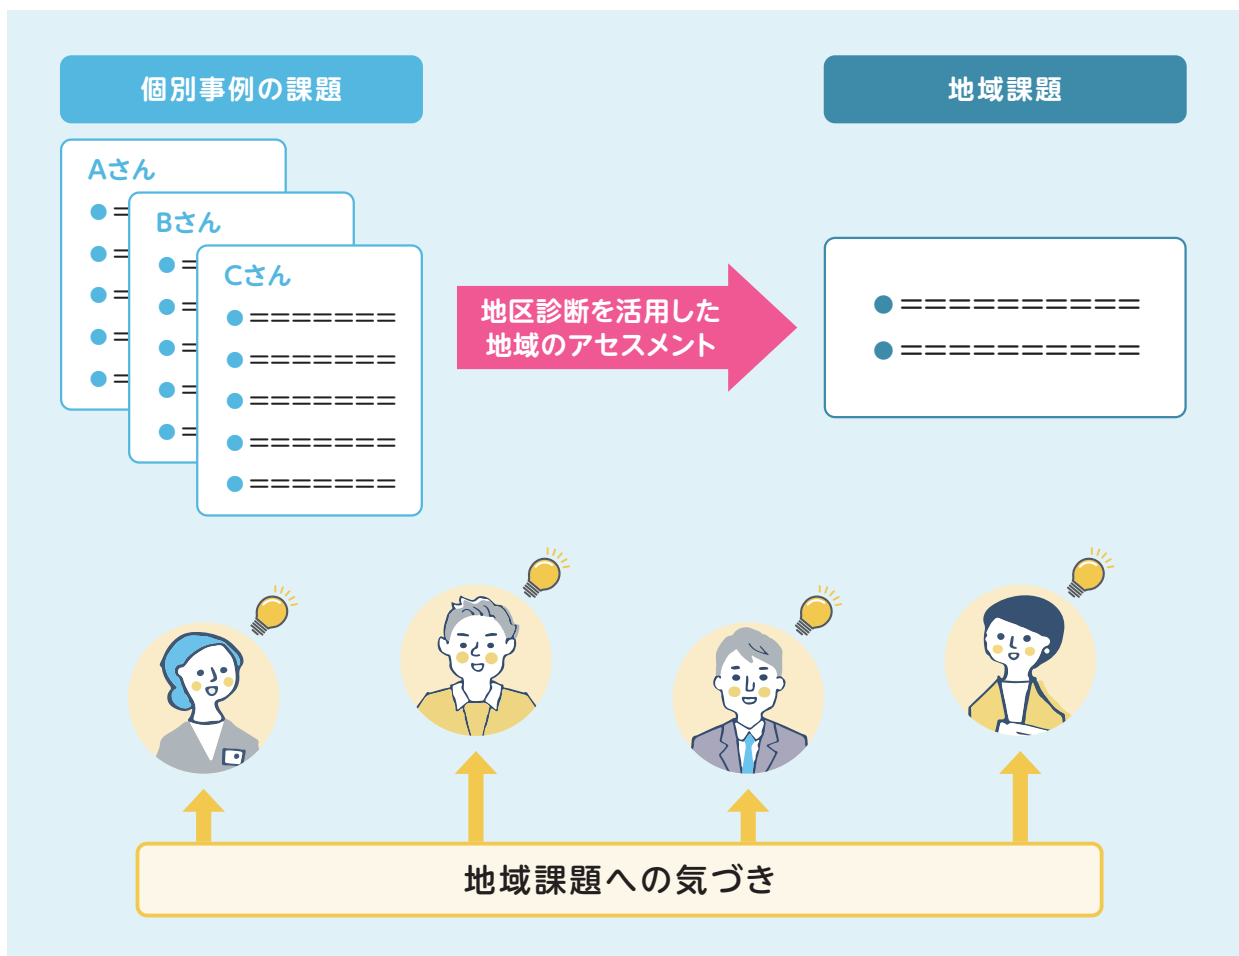 個別事例の課題
Aさん
Bさん
Cさん
地区診断を活用した
地域のアセスメント
地域課題
地域課題への気づき